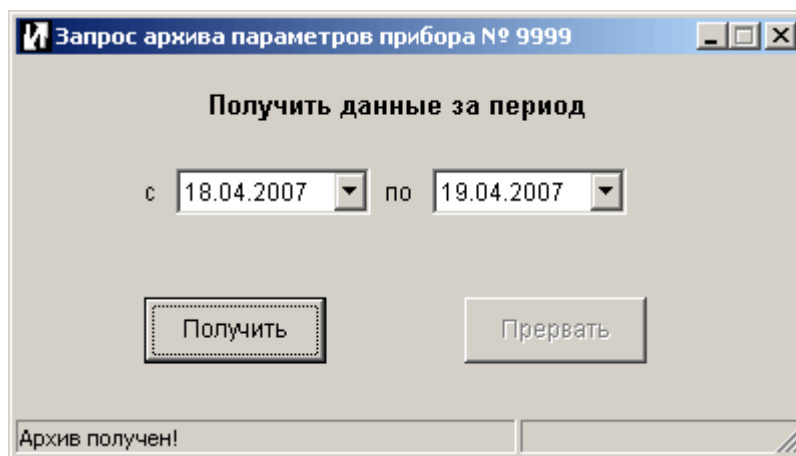 Запрос архива параметров прибора № 9999
Получить данные за период
с 18.04.2007 по 19.04.2007
Получить Прервать
Архив получен!